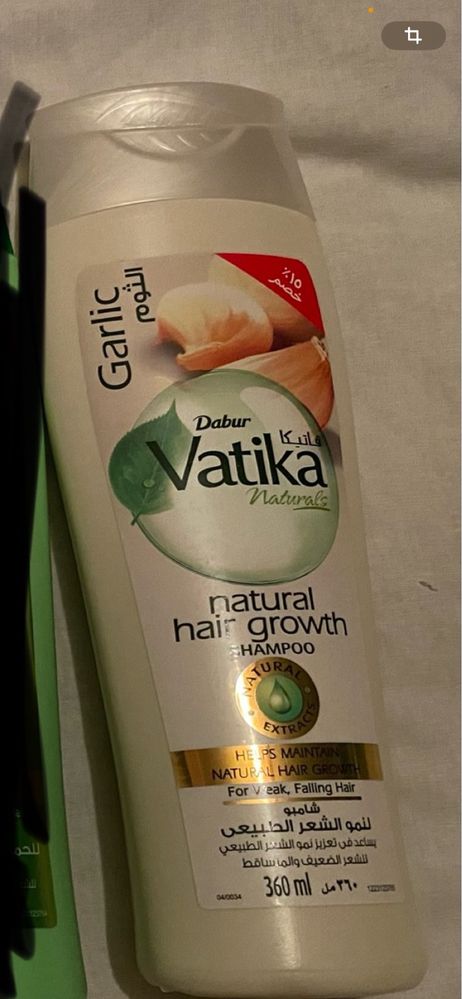 Garlic
الثوم
١٥٪
خصم
Dabur
فاتيكا
Vatika
Naturals
natural
hair growth
SHAMPOO
NATURAL
EXTRACTS
HELPS MAINTAIN
NATURAL HAIR GROWTH
For Weak, Falling Hair
شامبو
لنمو الشعر الطبيعي
يساعد في تعزيز نمو الشعر الطبيعي
للشعر الضعيف والمتساقط
360 ml ٣٦٠ مل
04/0034